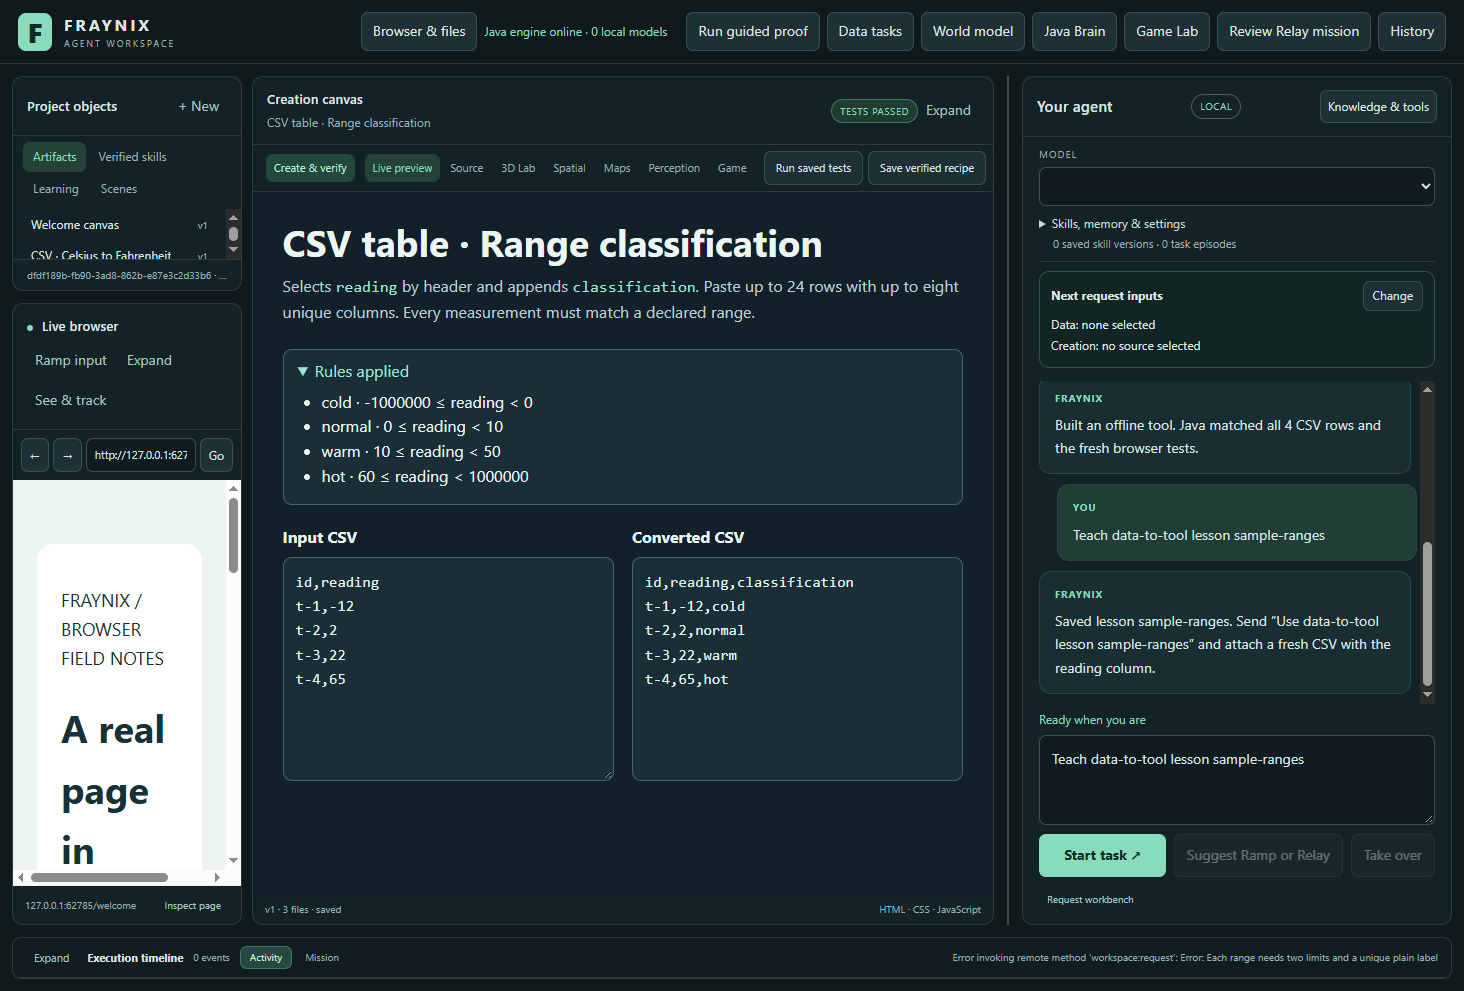 F
FRAYNIX
AGENT WORKSPACE
Browser & files
Java engine online · 0 local models
Run guided proof
Data tasks
World model
Java Brain
Game Lab
Review Relay mission
History
Project objects
+ New
Artifacts
Verified skills
Learning
Scenes
Welcome canvas
v1
CSV · Celsius to Fahrenheit
v1
dfdf189b-fb90-3ad8-862b-e87e3c2d33b6 · ...
Live browser
Ramp input
Expand
See & track
←
→
http://127.0.0.1:627
Go
FRAYNIX /
BROWSER
FIELD NOTES
A real
page
in
127.0.0.1:62785/welcome
Inspect page
Creation canvas
CSV table · Range classification
TESTS PASSED
Expand
Create & verify
Live preview
Source
3D Lab
Spatial
Maps
Perception
Game
Run saved tests
Save verified recipe
CSV table · Range classification
Selects reading by header and appends classification. Paste up to 24 rows with up to eight
unique columns. Every measurement must match a declared range.
Rules applied
cold · -1000000 ≤ reading < 0
normal · 0 ≤ reading < 10
warm · 10 ≤ reading < 50
hot · 60 ≤ reading < 1000000
Input CSV
id,reading
t-1,-12
t-2,2
t-3,22
t-4,65
Converted CSV
id,reading,classification
t-1,-12,cold
t-2,2,normal
t-3,22,warm
t-4,65,hot
v1 · 3 files · saved
HTML · CSS · JavaScript
Your agent
LOCAL
Knowledge & tools
MODEL
Skills, memory & settings
0 saved skill versions · 0 task episodes
Next request inputs
Change
Data: none selected
Creation: no source selected
FRAYNIX
Built an offline tool. Java matched all 4 CSV rows and
the fresh browser tests.
YOU
Teach data-to-tool lesson sample-ranges
FRAYNIX
Saved lesson sample-ranges. Send "Use data-to-tool
lesson sample-ranges" and attach a fresh CSV with the
reading column.
Ready when you are
Teach data-to-tool lesson sample-ranges
Start task ↗
Suggest Ramp or Relay
Take over
Request workbench
Expand
Execution timeline
0 events
Activity
Mission
Error invoking remote method 'workspace:request': Error: Each range needs two limits and a unique plain label